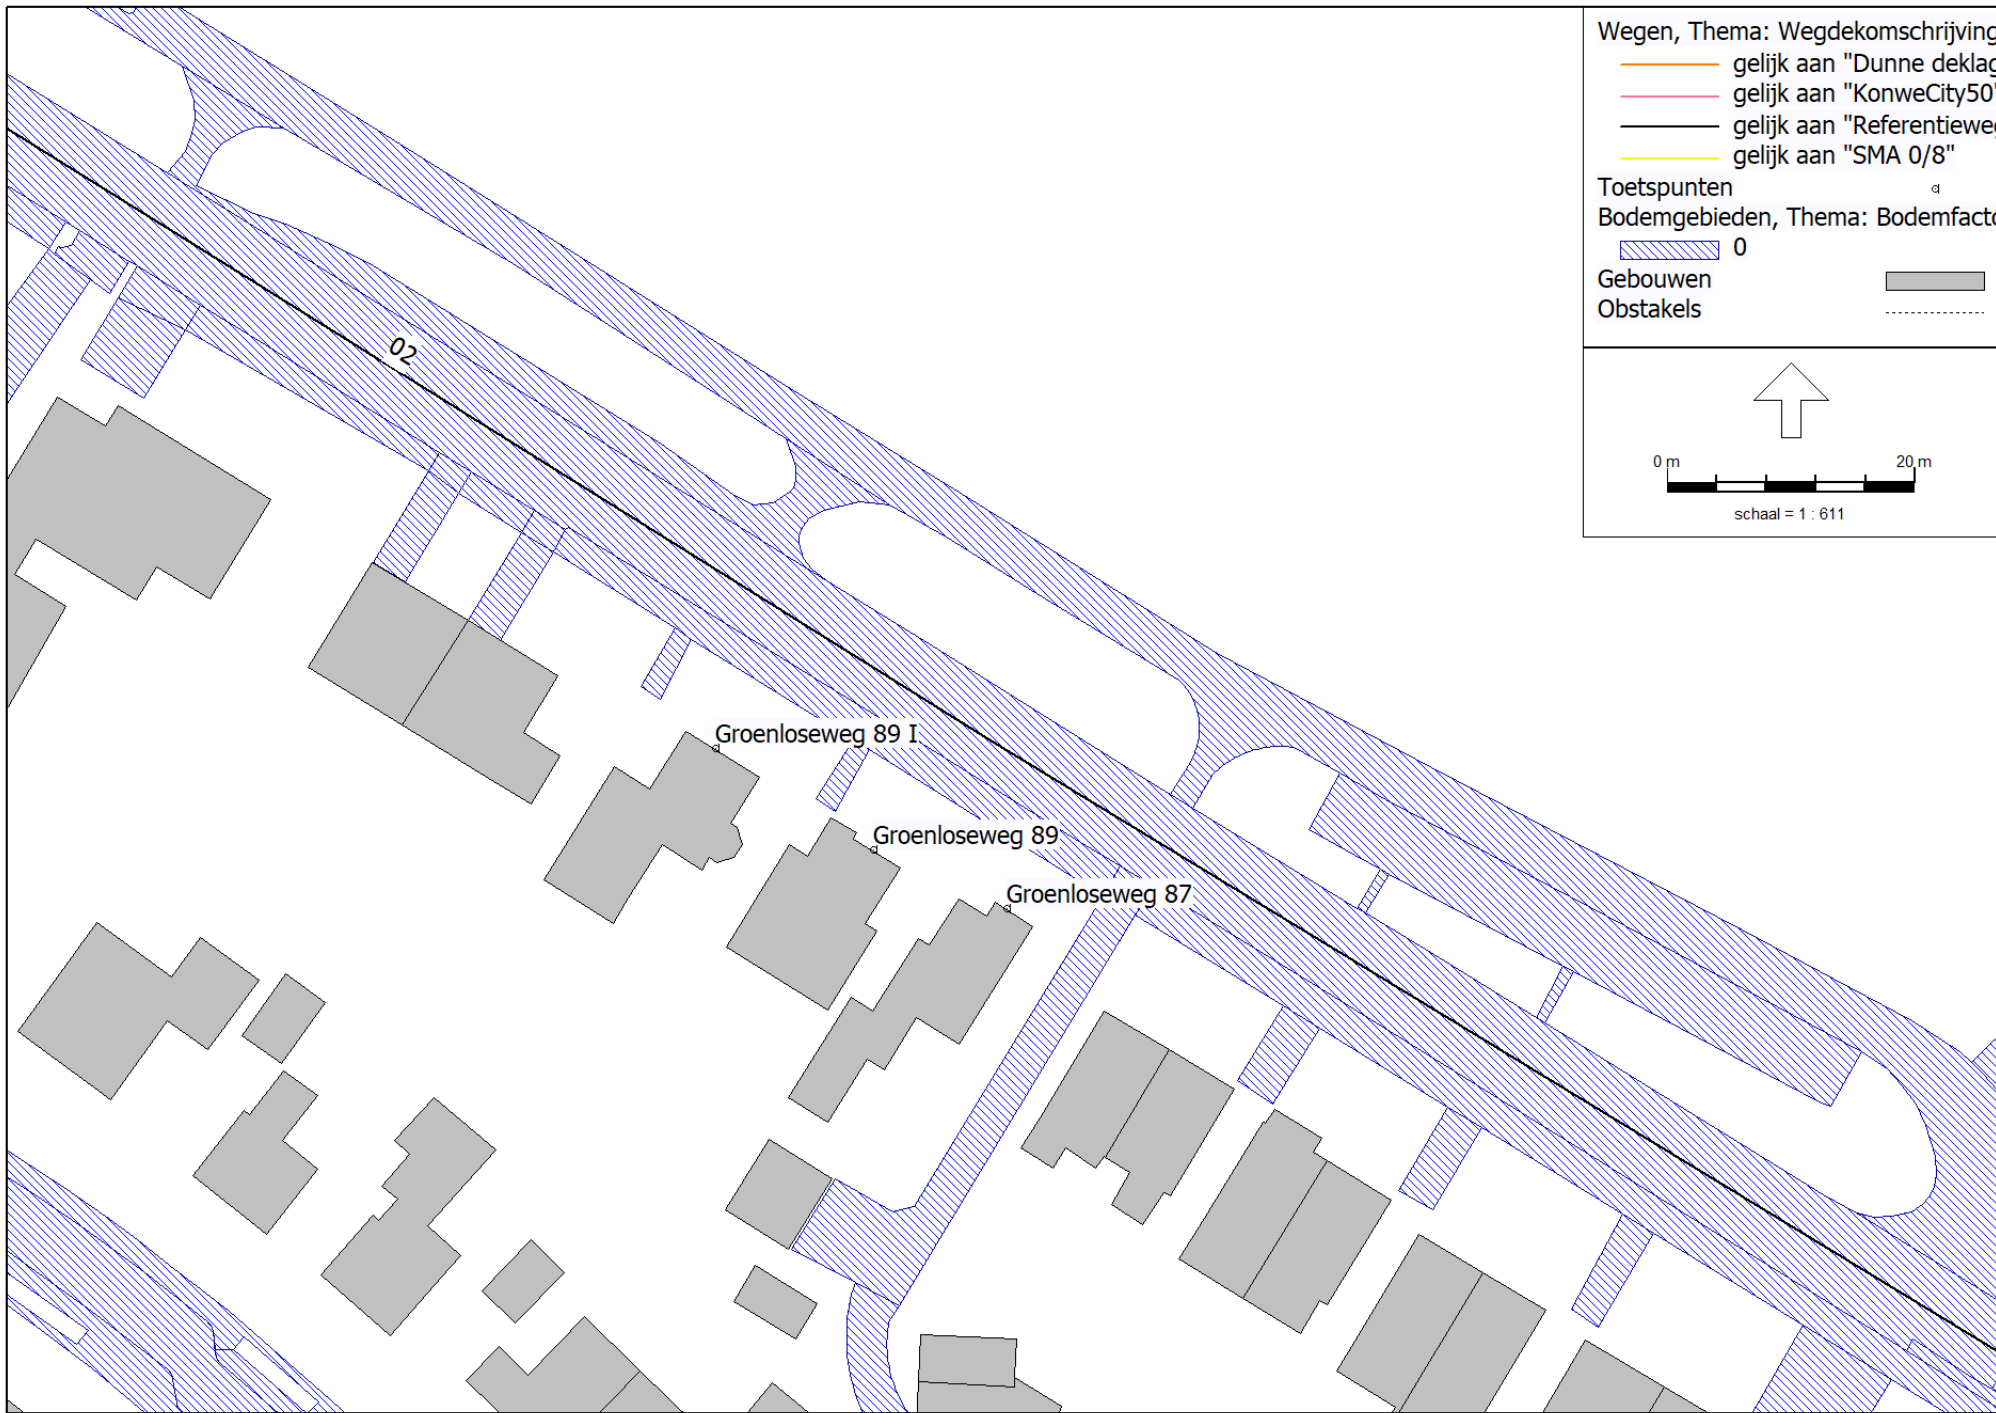 Wegen, Thema: Wegdekomschrijving
gelijk aan "Dunne deklag
gelijk aan "KonweCity50"
gelijk aan "Referentieweg
gelijk aan "SMA 0/8"
Toetspunten
Bodemgebieden, Thema: Bodemfacto
0
Gebouwen
Obstakels
0 m 20 m
schaal = 1 : 611
02
Groenloseweg 89 I
Groenloseweg 89
Groenloseweg 87